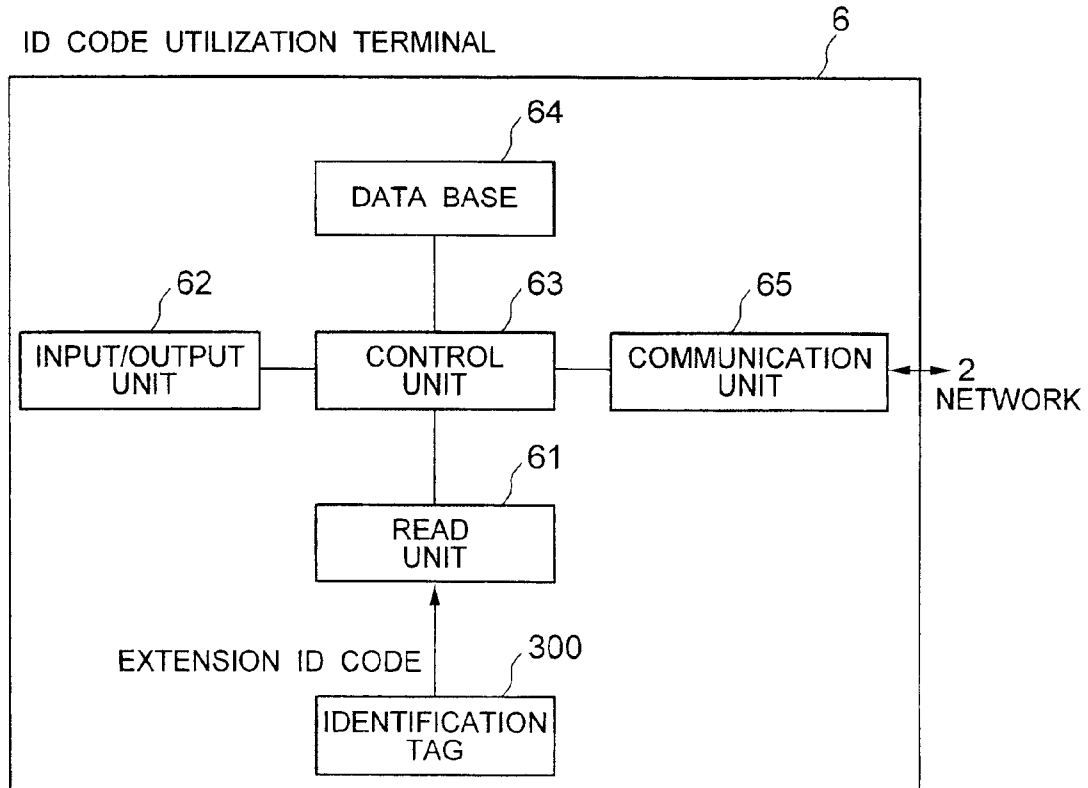 6
ID CODE UTILIZATION TERMINAL
64
DATA BASE
62
63
65
INPUT/OUTPUT
UNIT
CONTROL
UNIT
COMMUNICATION
UNIT
2
NETWORK
61
READ
UNIT
EXTENSION ID CODE
300
IDENTIFICATION
TAG